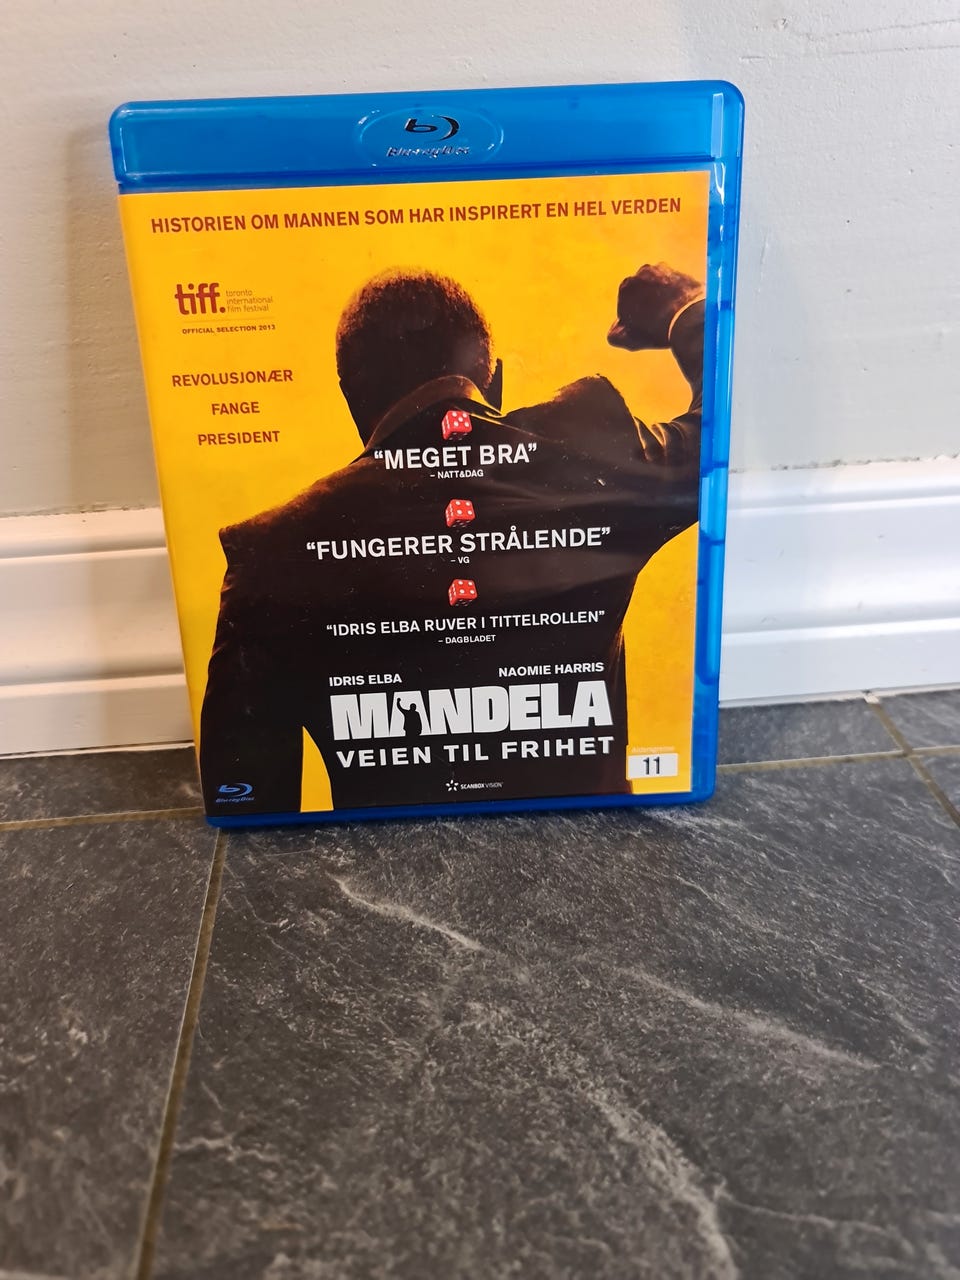 Blu-ray Disc
HISTORIEN OM MANNEN SOM HAR INSPIRERT EN HEL VERDEN
tiff. toronto
international
film festival
OFFICIAL SELECTION 2013
REVOLUSJONÆR
FANGE
PRESIDENT
“MEGET BRA”
– NATT&DAG
“FUNGERER STRÅLENDE”
– VG
“IDRIS ELBA RUVER I TITTELROLLEN”
– DAGBLADET
IDRIS ELBA NAOMIE HARRIS
MANDELA
VEIEN TIL FRIHET
Aldersgrense
11
Blu-ray Disc
SCANBOX VISION